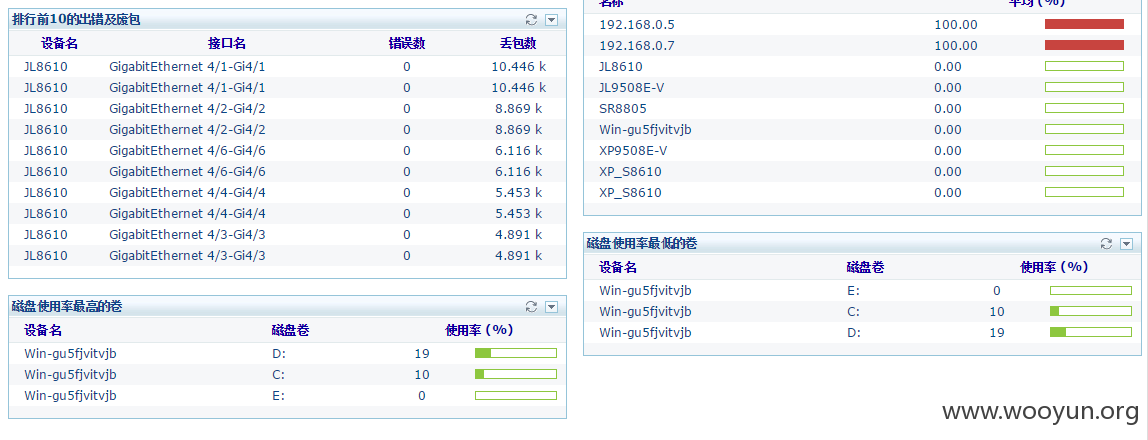 排行前10的出错及废包
设备名 接口名 错误数 丢包数
JL8610 GigabitEthernet 4/1-Gi4/1 0 10.446 k
JL8610 GigabitEthernet 4/1-Gi4/1 0 10.446 k
JL8610 GigabitEthernet 4/2-Gi4/2 0 8.869 k
JL8610 GigabitEthernet 4/2-Gi4/2 0 8.869 k
JL8610 GigabitEthernet 4/6-Gi4/6 0 6.116 k
JL8610 GigabitEthernet 4/6-Gi4/6 0 6.116 k
JL8610 GigabitEthernet 4/4-Gi4/4 0 5.453 k
JL8610 GigabitEthernet 4/4-Gi4/4 0 5.453 k
JL8610 GigabitEthernet 4/3-Gi4/3 0 4.891 k
JL8610 GigabitEthernet 4/3-Gi4/3 0 4.891 k
磁盘使用率最高的卷
设备名 磁盘卷 使用率 (%)
Win-gu5fjvitvjb D: 19
Win-gu5fjvitvjb C: 10
Win-gu5fjvitvjb E: 0
名称 平均 (%)
192.168.0.5 100.00
192.168.0.7 100.00
JL8610 0.00
JL9508E-V 0.00
SR8805 0.00
Win-gu5fjvitvjb 0.00
XP9508E-V 0.00
XP_S8610 0.00
XP_S8610 0.00
磁盘使用率最低的卷
设备名 磁盘卷 使用率 (%)
Win-gu5fjvitvjb E: 0
Win-gu5fjvitvjb C: 10
Win-gu5fjvitvjb D: 19
www.wooyun.org